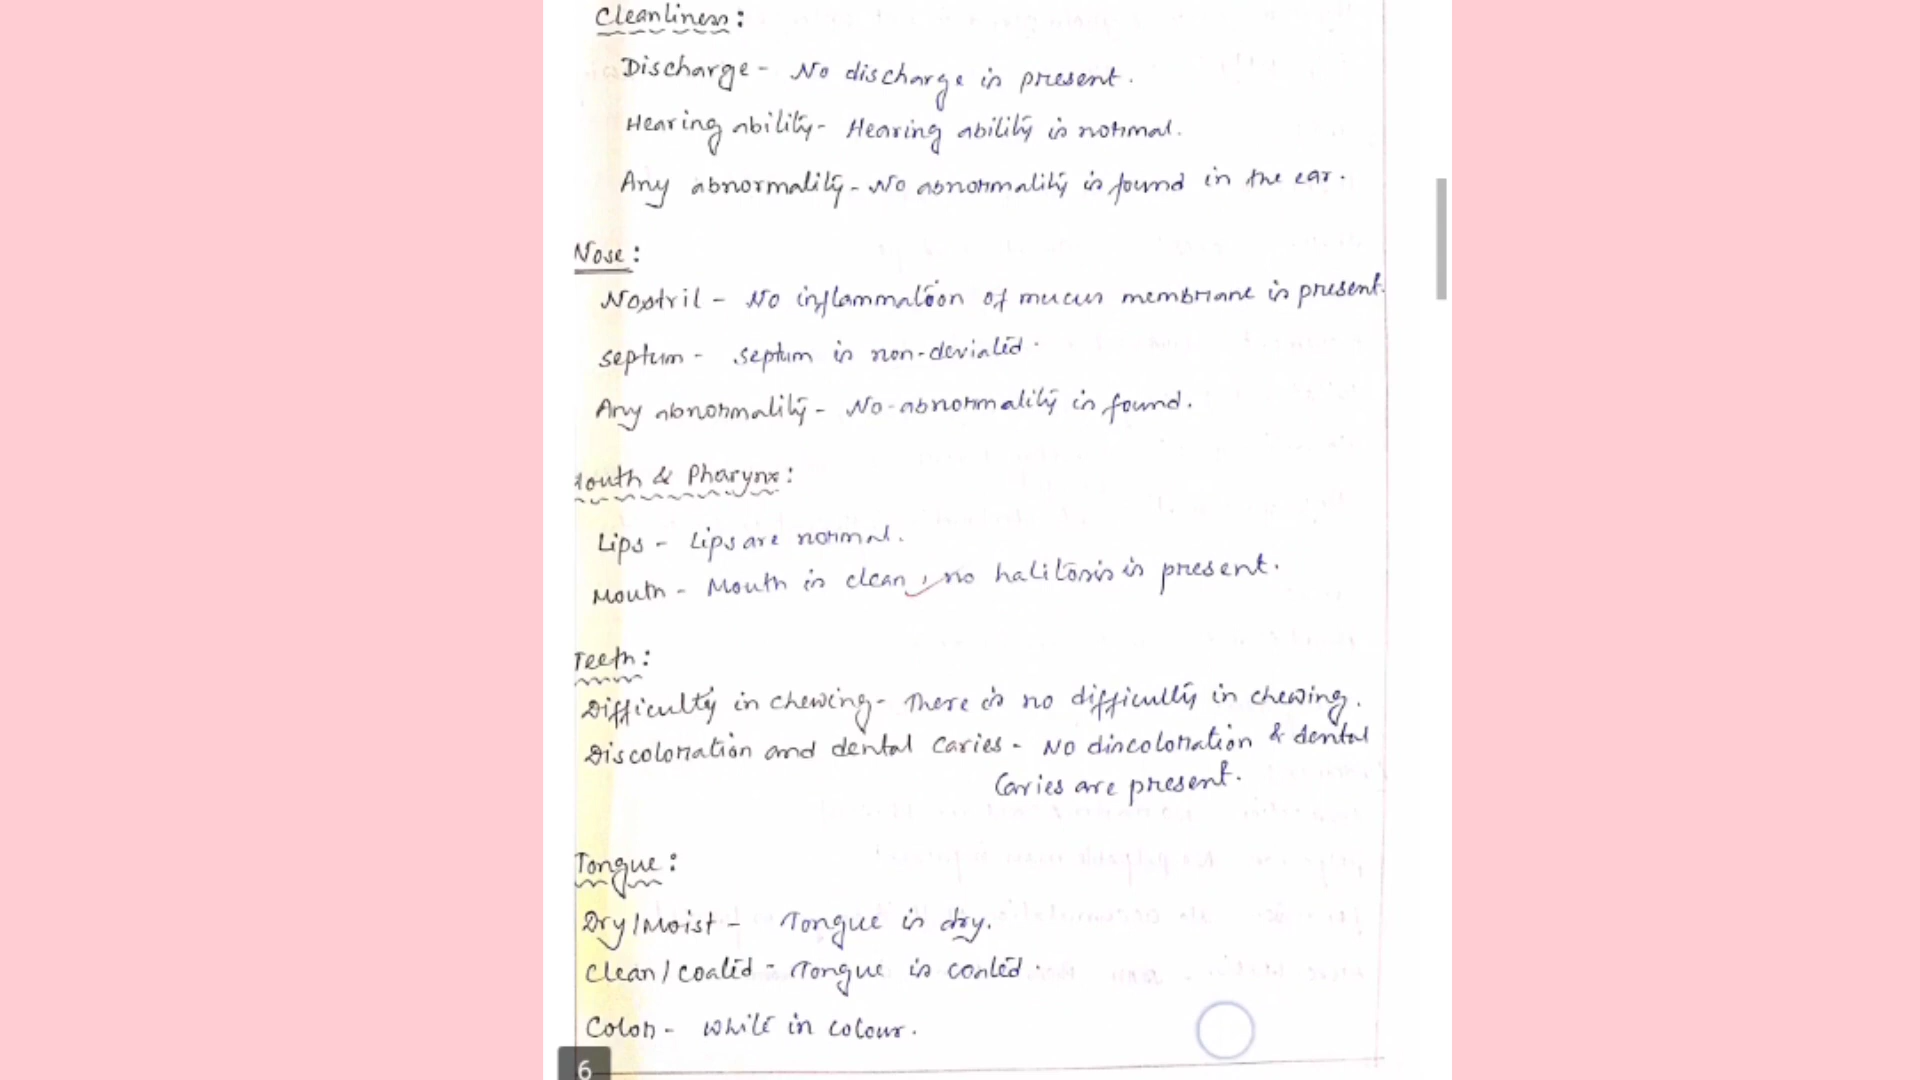 Cleanliness:
Discharge - No discharge is present.
Hearing ability - Hearing ability is normal.
Any abnormality - No abnormality is found in the ear.
Nose:
Nostril - No inflammation of mucus membrane is present.
Septum - Septum is non-deviated.
Any abnormality - No-abnormality is found.
outh & Pharynx:
Lips - Lips are normal.
Mouth - Mouth is clean, no halitosis is present.
Teeth:
Difficulty in chewing - There is no difficulty in chewing.
Discoloration and dental caries - No discoloration & dental
Caries are present.
Tongue:
Dry/Moist - Tongue is dry.
Clean/coated - Tongue is coated.
Color - White in colour.
6